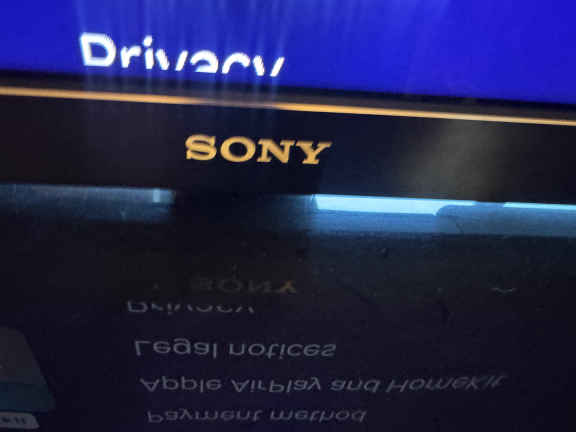 Privacy
SONY
SONY
Privacy
Legal notices
Apple AirPlay and HomeKit
Payment method